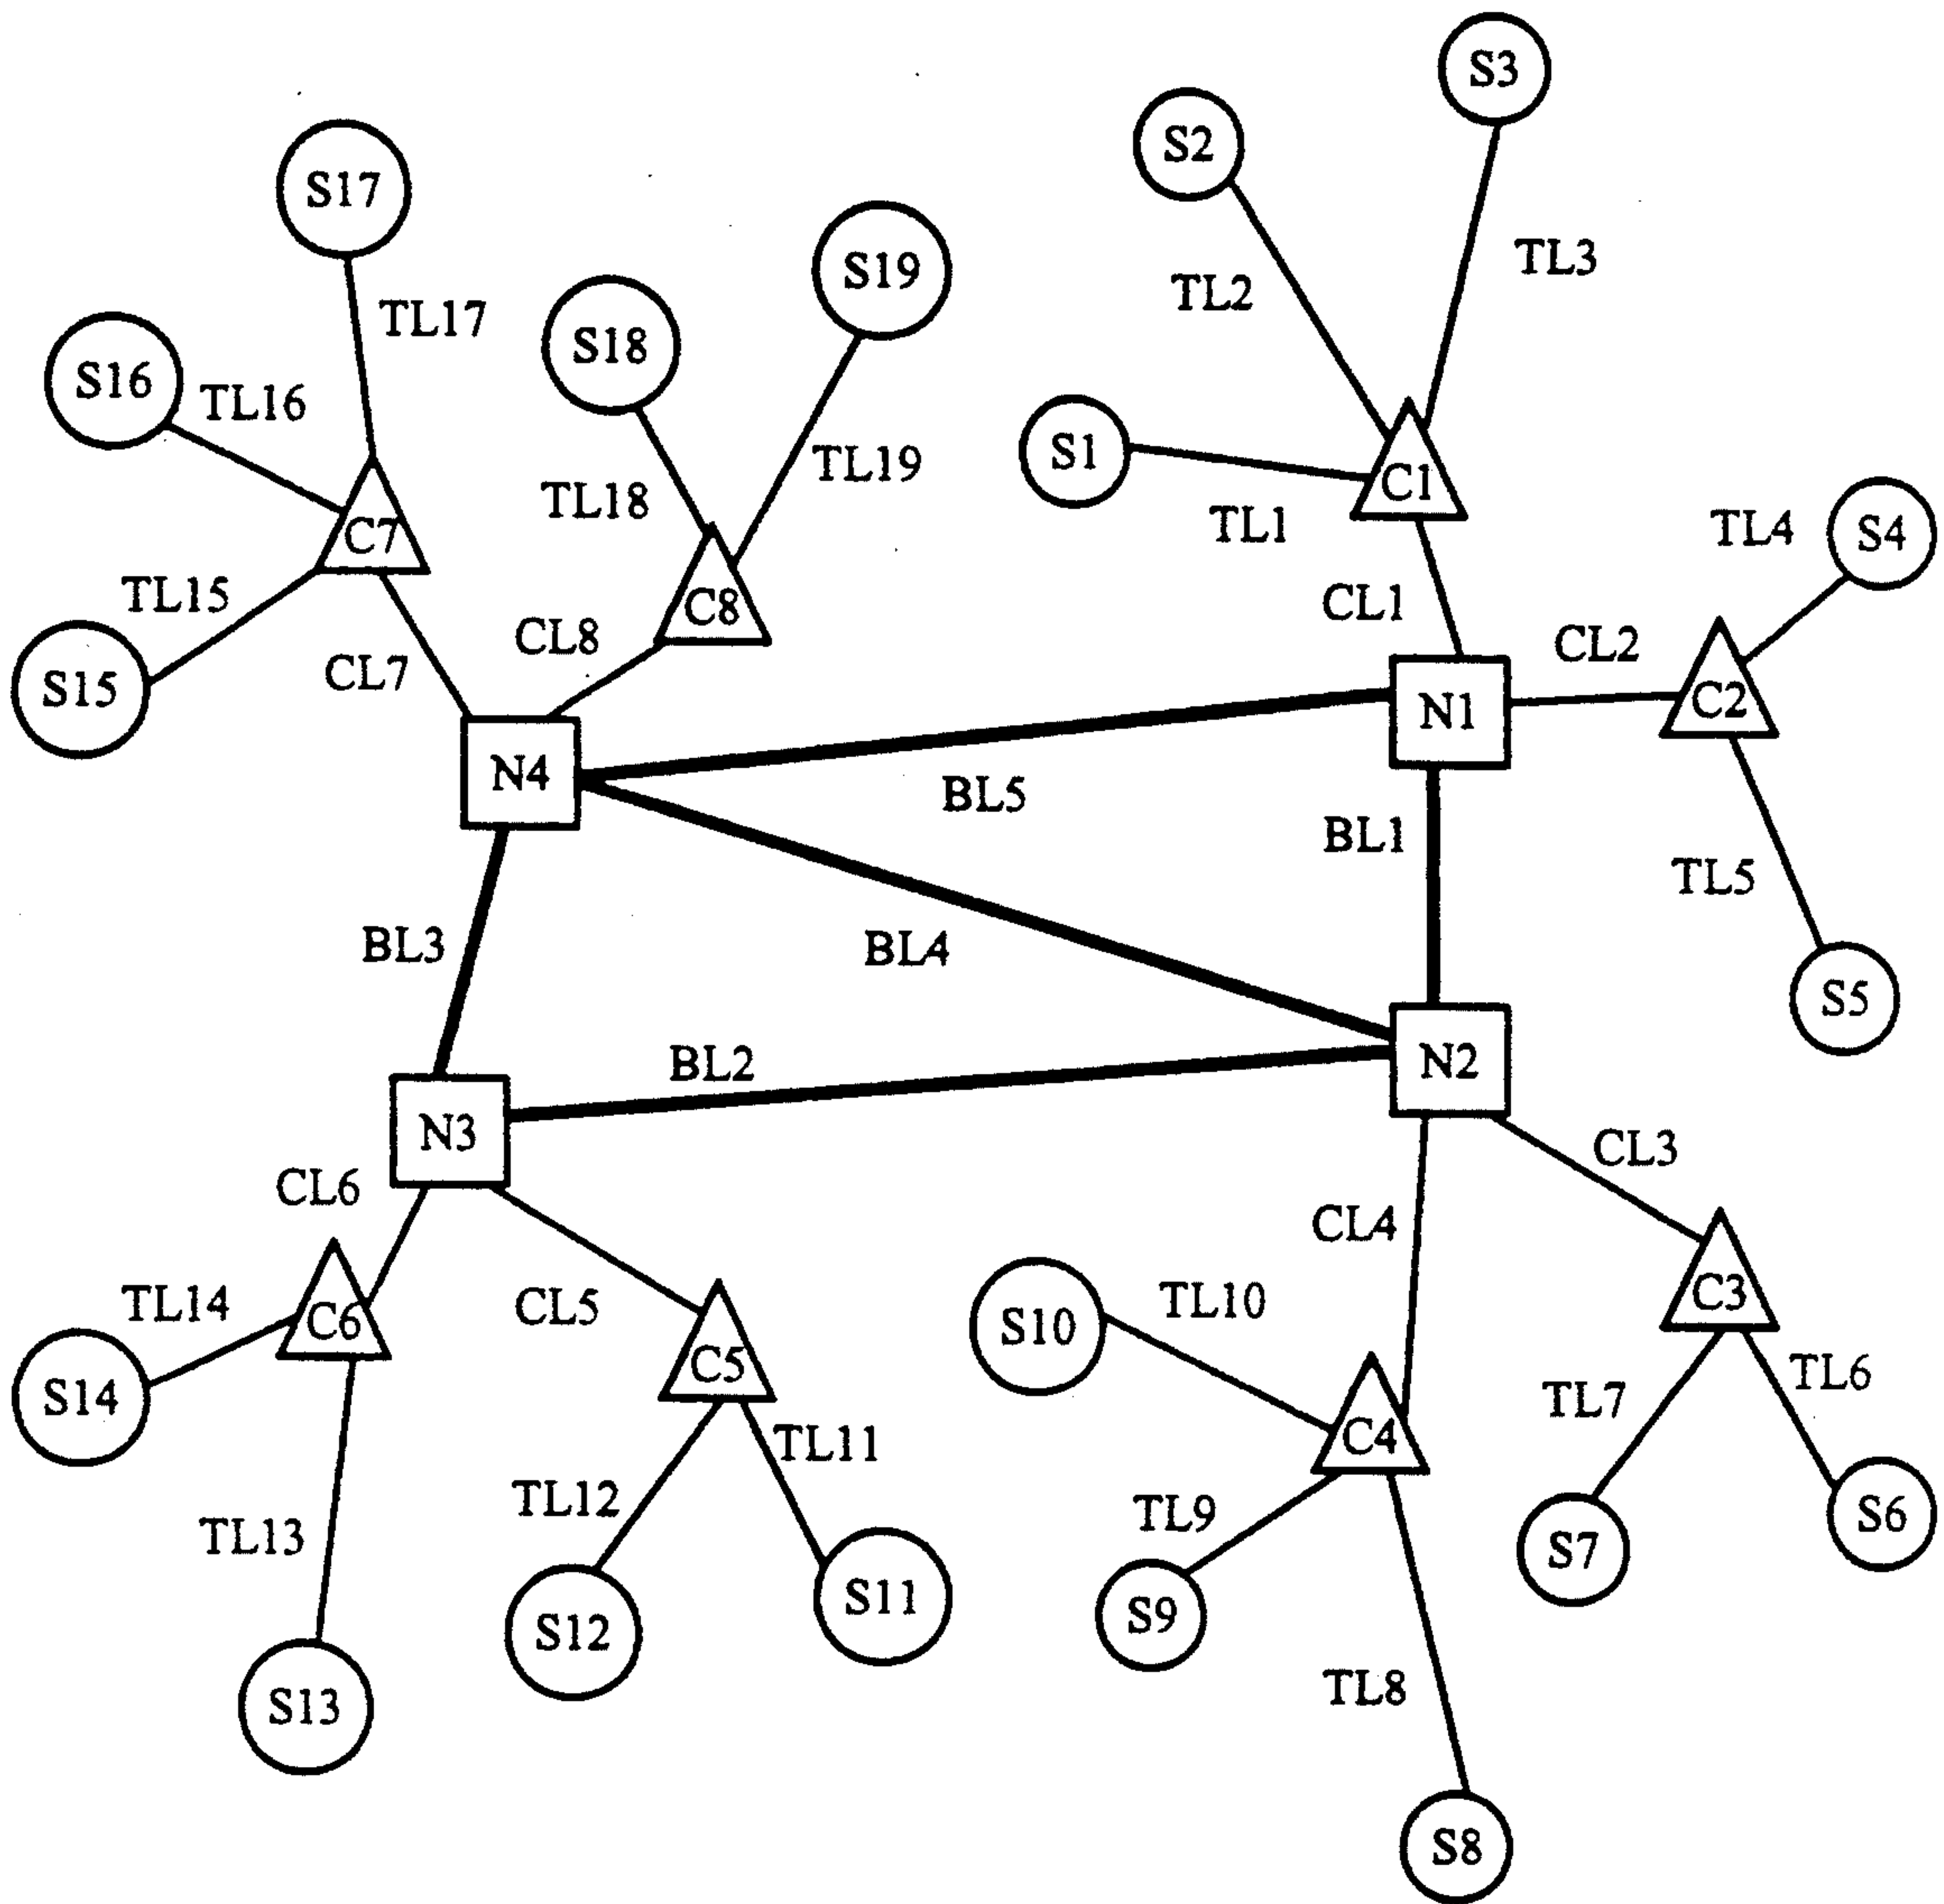 S3
S2
S17
S19
TL3
TL2
TL17
S18
S16
TL16
S1
TL19
C1
TL18
TL1
TL4
S4
C7
TL15
C8
CL1
CL8
CL2
CL7
S15
C2
N1
N4
BL5
BL1
TL5
BL3
BL4
S5
BL2
N2
N3
CL3
CL6
CL4
C3
TL14
CL5
TL10
C6
S10
C5
TL6
S14
TL7
C4
TL11
TL12
TL9
S6
TL13
S7
S11
S9
S12
TL8
S13
S8